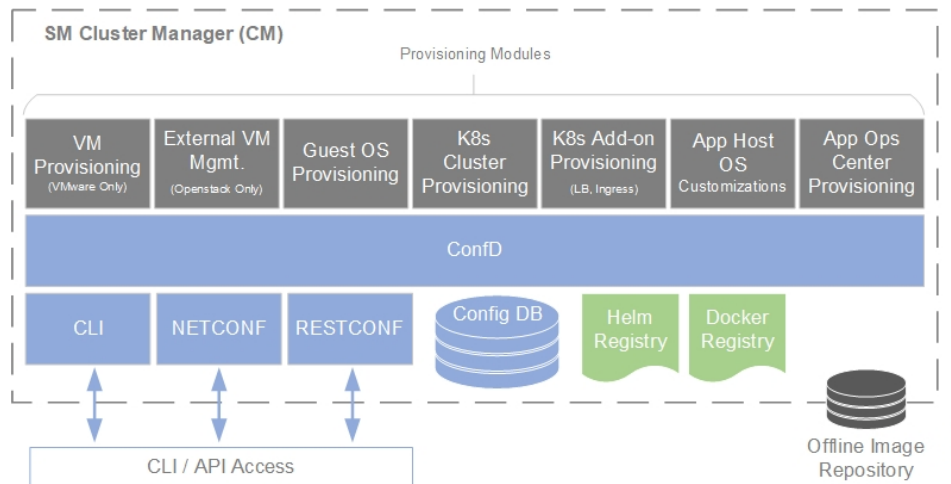 SM Cluster Manager (CM)
Provisioning Modules
VM
Provisioning
(VMware Only)
External VM
Mgmt.
(Openstack Only)
Guest OS
Provisioning
K8s
Cluster
Provisioning
K8s Add-on
Provisioning
(LB, Ingress)
App Host
OS
Customizations
App Ops
Center
Provisioning
ConfD
CLI
NETCONF
RESTCONF
Config DB
Helm
Registry
Docker
Registry
CLI / API Access
Offline Image
Repository